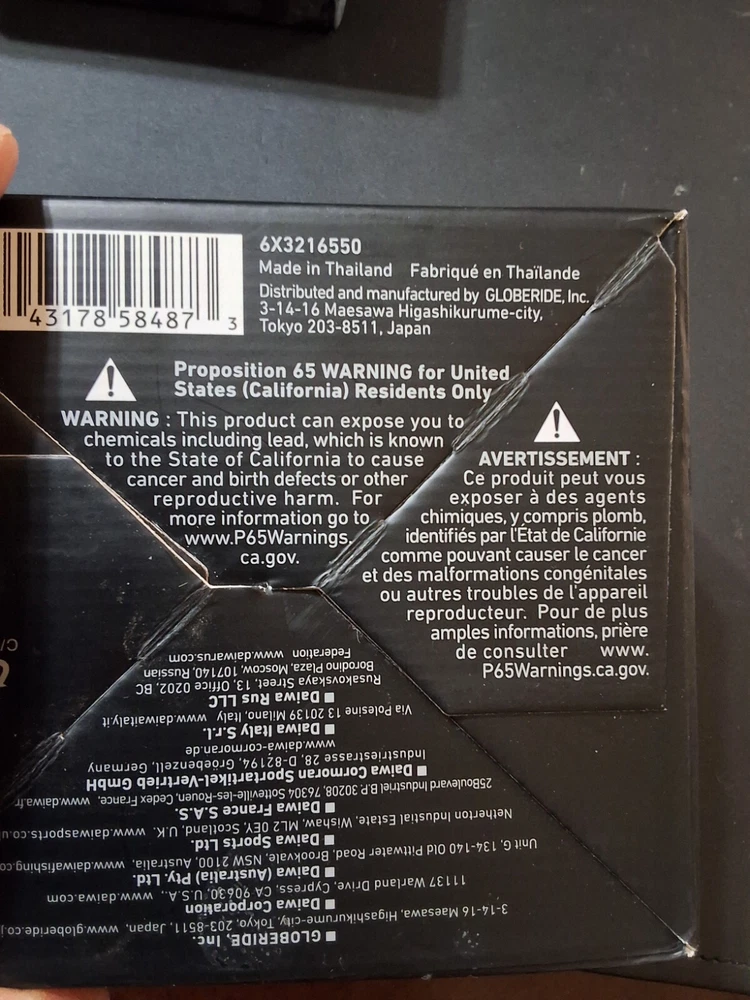 6X3216550
Made in Thailand Fabriqué en Thaïlande
Distributed and manufactured by GLOBERIDE, Inc.
3-14-16 Maesawa Higashikurume-city,
Tokyo 203-8511, Japan
43178 58487 3
Proposition 65 WARNING for United
States (California) Residents Only
WARNING : This product can expose you to
chemicals including lead, which is known
to the State of California to cause
cancer and birth defects or other
reproductive harm. For
more information go to
www.P65Warnings.
ca.gov.
AVERTISSEMENT :
Ce produit peut vous
exposer à des agents
chimiques, y compris plomb,
identifiés par l'État de Californie
comme pouvant causer le cancer
et des malformations congénitales
ou autres troubles de l'appareil
reproducteur. Pour de plus
amples informations, prière
de consulter www.
P65Warnings.ca.gov.
■ GLOBERIDE, Inc.
3-14-16 Maesawa, Higashikurume-city, Tokyo, 203-8511, Japan, www.globeride.co.j
■ Daiwa Corporation
11137 Warland Drive, Cypress, CA 90630, U.S.A., www.daiwa.com
■ Daiwa (Australia) Pty. Ltd.
Unit G, 134-140 Old Pittwater Road, Brookvale, NSW 2100, Australia, www.daiwafishing.
■ Daiwa Sports Ltd.
Netherton Industrial Estate, Wishaw, ML2 0EY, Scotland, U.K. www.daiwasports.co.u
■ Daiwa France S.A.S.
25Boulevard Industriel B.P. 30208, 76304 Sotteville-les-Rouen, Cedex France, www.daiwa.fr
■ Daiwa Cormoran Sportartikel-Vertrieb GmbH
Industriestrasse, 28, D-82194, Groebenzell, Germany
www.daiwa-cormoran.de
■ Daiwa Italy S.r.l.
Via Polesine 13 20139 Milano, Italy www.daiwaitaly.it
■ Daiwa Rus LLC
Rusakovskaya Street, 13, Office 0202, BC,
Borodino Plaza, Moscow, 107140, Russian
Federation www.daiwarus.com
C/